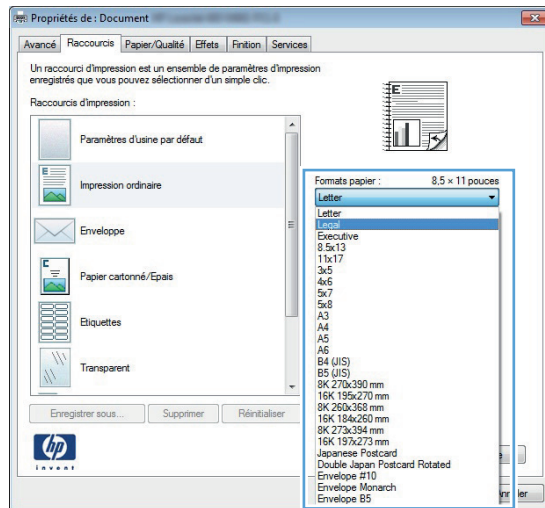 Propriétés de : Document
Avancé Raccourcis Papier/Qualité Effets Finition Services
Un raccourci d'impression est un ensemble de paramètres d'impression
enregistrés que vous pouvez sélectionner d'un simple clic.
Raccourcis d'impression :
Paramètres d'usine par défaut
Impression ordinaire
Enveloppe
Papier cartonné/Epais
Etiquettes
Transparent
Enregistrer sous... Supprimer Réinitialiser
hp
invent
E
Formats papier : 8,5 × 11 pouces
Letter
Letter
Legal
Executive
8.5x13
11x17
3x5
4x6
5x7
5x8
A3
A4
A5
A6
B4 (JIS)
B5 (JIS)
8K 270x390 mm
16K 195x270 mm
8K 260x368 mm
16K 184x260 mm
8K 273x394 mm
16K 197x273 mm
Japanese Postcard
Double Japan Postcard Rotated
Envelope #10
Envelope Monarch
Envelope B5